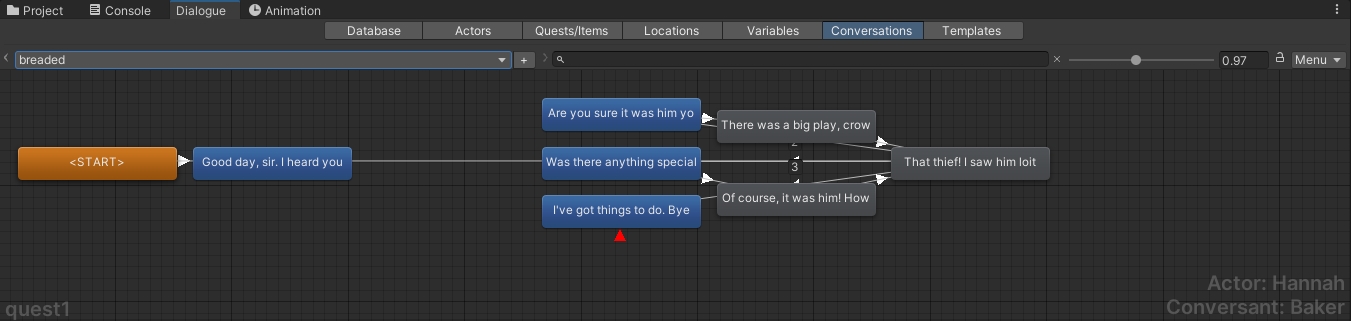 Project Console Dialogue Animation
Database Actors Quests/Items Locations Variables Conversations Templates
breaded + × 0.97 Menu
Are you sure it was him yo
There was a big play, crow
<START>
Good day, sir. I heard you
Was there anything special
3
That thief! I saw him loit
Of course, it was him! How
I've got things to do. Bye
Actor: Hannah
quest1
Conversant: Baker